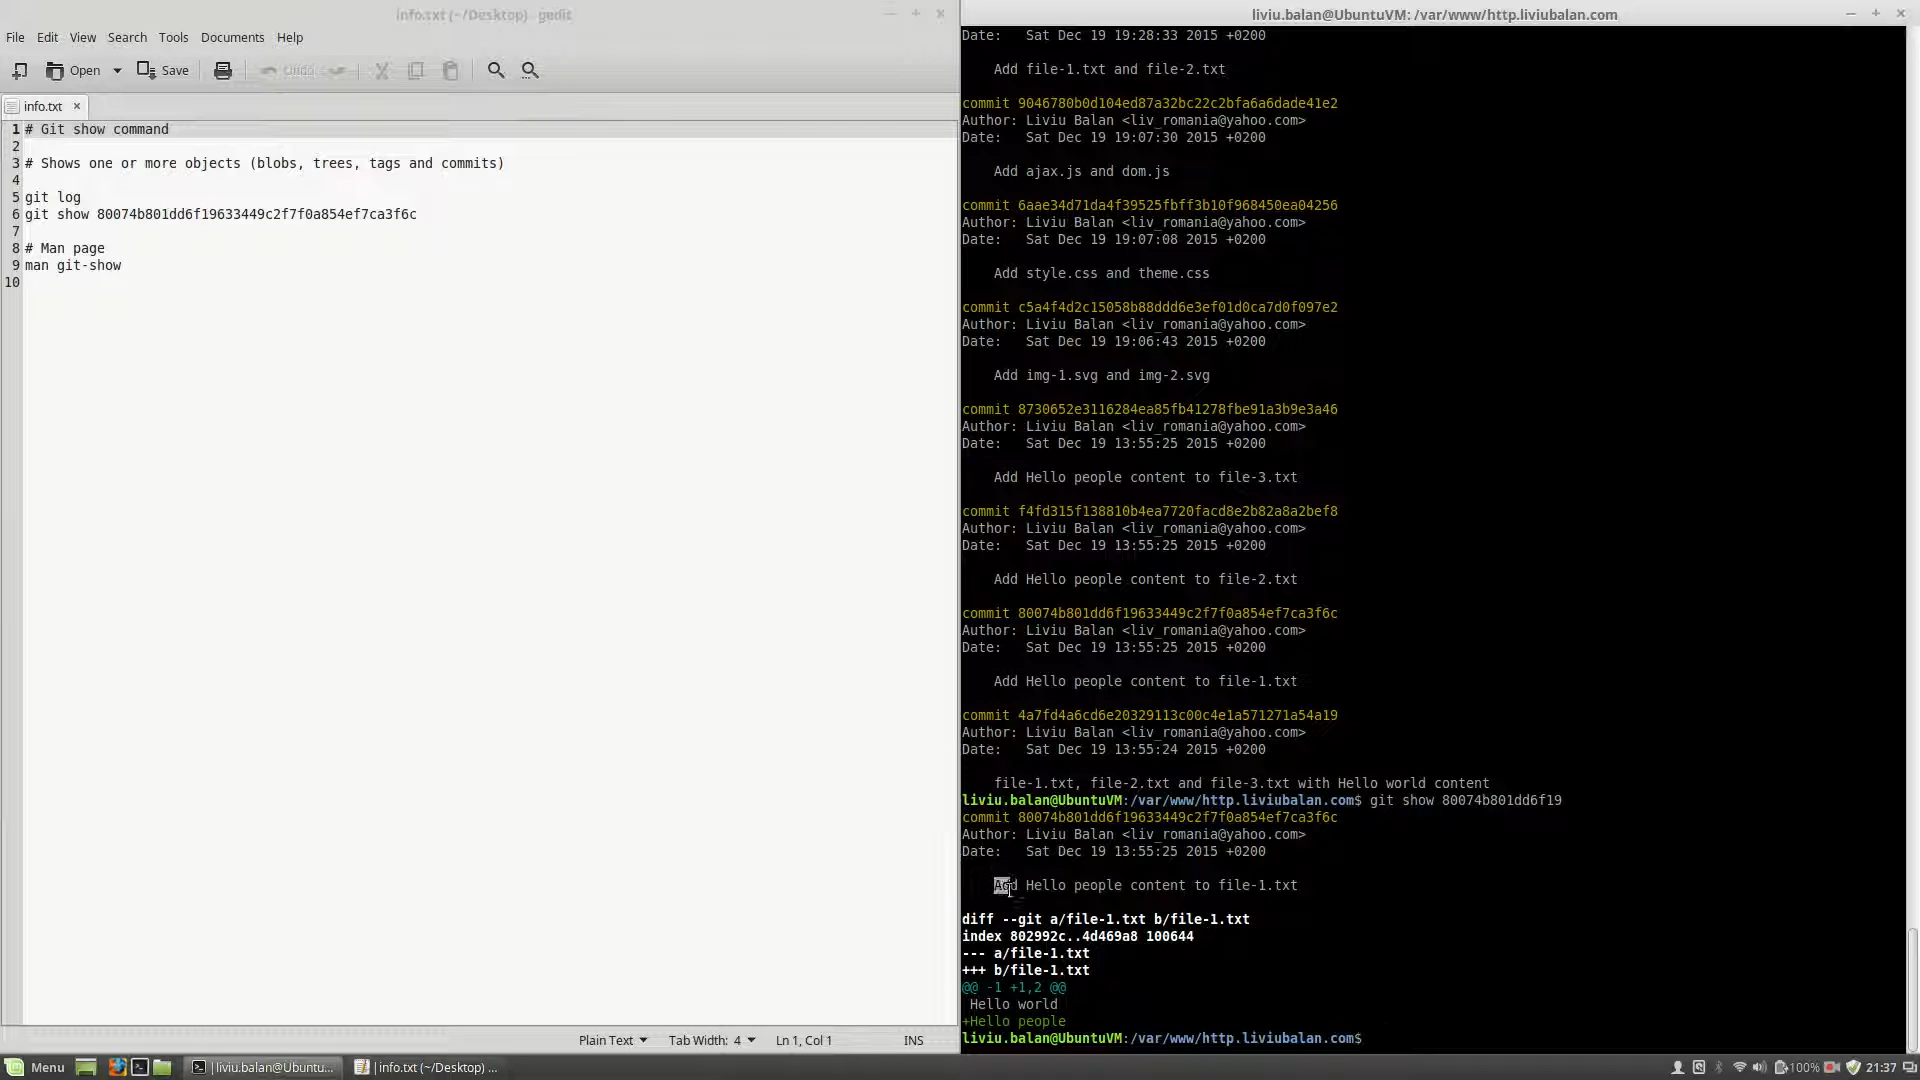 info.txt (~/Desktop) - gedit
File Edit View Search Tools Documents Help
Open Save Undo
info.txt ×
1 # Git show command
2
3 # Shows one or more objects (blobs, trees, tags and commits)
4
5 git log
6 git show 80074b801dd6f19633449c2f7f0a854ef7ca3f6c
7
8 # Man page
9 man git-show
10
Plain Text Tab Width: 4 Ln 1, Col 1 INS
liviu.balan@UbuntuVM: /var/www/http.liviubalan.com
Date:   Sat Dec 19 19:28:33 2015 +0200
Add file-1.txt and file-2.txt
commit 9046780b0d104ed87a32bc22c2bfa6a6dade41e2
Author: Liviu Balan <liv_romania@yahoo.com>
Date:   Sat Dec 19 19:07:30 2015 +0200
Add ajax.js and dom.js
commit 6aae34d71da4f39525fbff3b10f968450ea04256
Author: Liviu Balan <liv_romania@yahoo.com>
Date:   Sat Dec 19 19:07:08 2015 +0200
Add style.css and theme.css
commit c5a4f4d2c15058b88ddd6e3ef01d0ca7d0f097e2
Author: Liviu Balan <liv_romania@yahoo.com>
Date:   Sat Dec 19 19:06:43 2015 +0200
Add img-1.svg and img-2.svg
commit 8730652e3116284ea85fb41278fbe91a3b9e3a46
Author: Liviu Balan <liv_romania@yahoo.com>
Date:   Sat Dec 19 13:55:25 2015 +0200
Add Hello people content to file-3.txt
commit f4fd315f138810b4ea7720facd8e2b82a8a2bef8
Author: Liviu Balan <liv_romania@yahoo.com>
Date:   Sat Dec 19 13:55:25 2015 +0200
Add Hello people content to file-2.txt
commit 80074b801dd6f19633449c2f7f0a854ef7ca3f6c
Author: Liviu Balan <liv_romania@yahoo.com>
Date:   Sat Dec 19 13:55:25 2015 +0200
Add Hello people content to file-1.txt
commit 4a7fd4a6cd6e20329113c00c4e1a571271a54a19
Author: Liviu Balan <liv_romania@yahoo.com>
Date:   Sat Dec 19 13:55:24 2015 +0200
file-1.txt, file-2.txt and file-3.txt with Hello world content
liviu.balan@UbuntuVM:/var/www/http.liviubalan.com$ git show 80074b801dd6f19
commit 80074b801dd6f19633449c2f7f0a854ef7ca3f6c
Author: Liviu Balan <liv_romania@yahoo.com>
Date:   Sat Dec 19 13:55:25 2015 +0200
Add Hello people content to file-1.txt
diff --git a/file-1.txt b/file-1.txt
index 802992c..4d469a8 100644
--- a/file-1.txt
+++ b/file-1.txt
@@ -1 +1,2 @@
Hello world
+Hello people
liviu.balan@UbuntuVM:/var/www/http.liviubalan.com$
Menu |liviu.balan@Ubuntu... |info.txt (~/Desktop) ... 100% 21:37